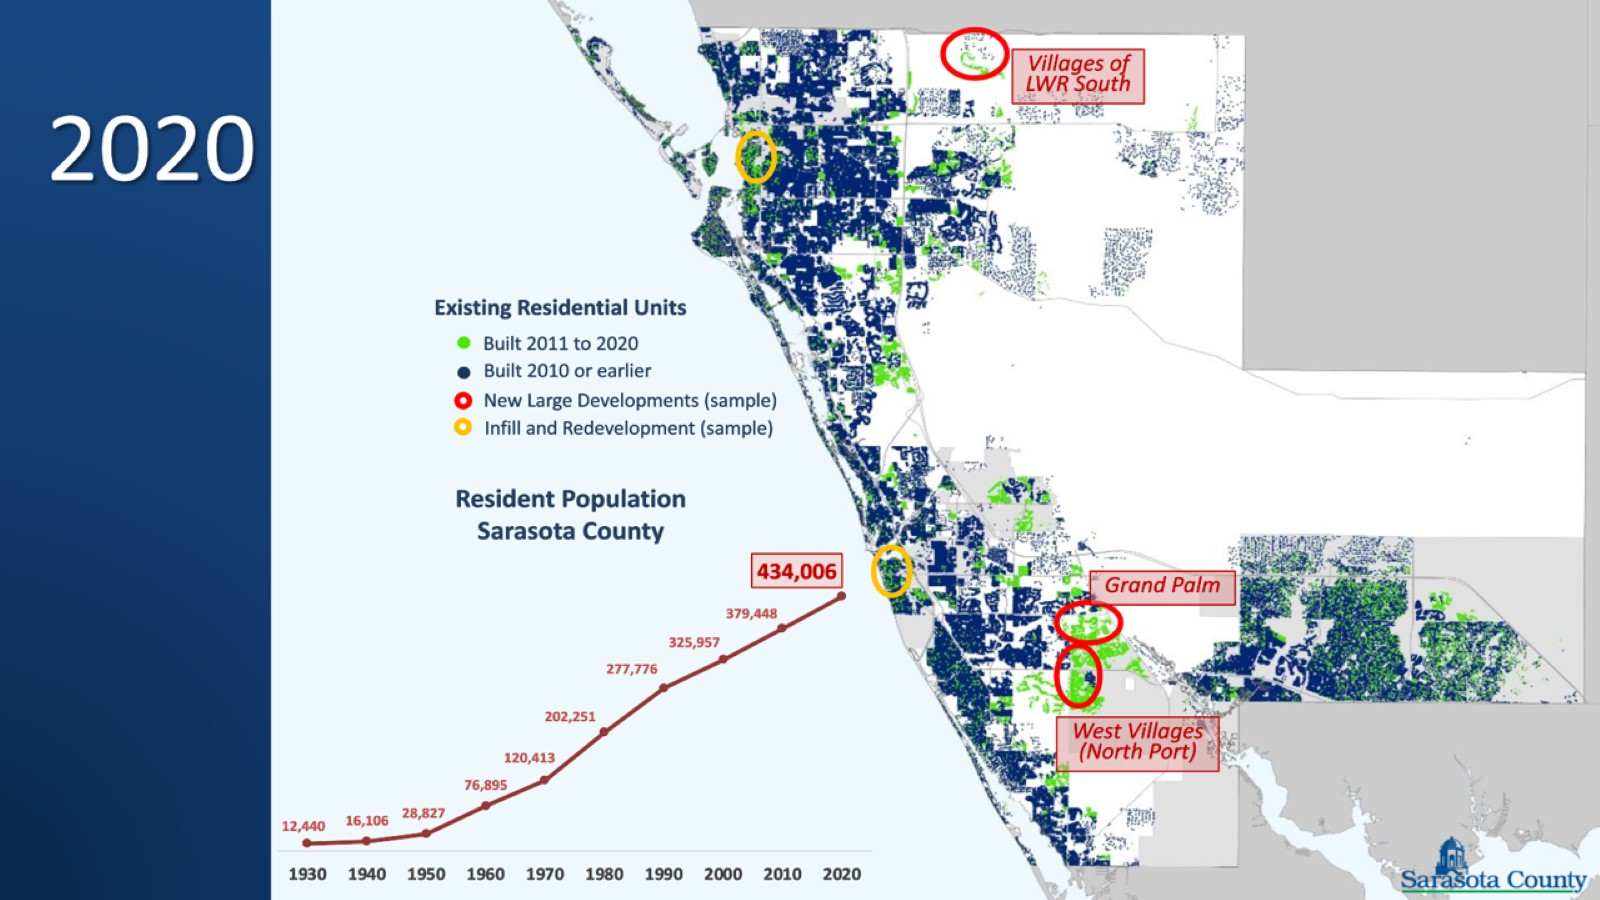 2020
Villages of
LWR South
Existing Residential Units
Built 2011 to 2020
Built 2010 or earlier
New Large Developments (sample)
Infill and Redevelopment (sample)
Resident Population
Sarasota County
434,006
379,448
325,957
277,776
202,251
120,413
76,895
28,827
16,106
12,440
1930 1940 1950 1960 1970 1980 1990 2000 2010 2020
Grand Palm
West Villages
(North Port)
Sarasota County